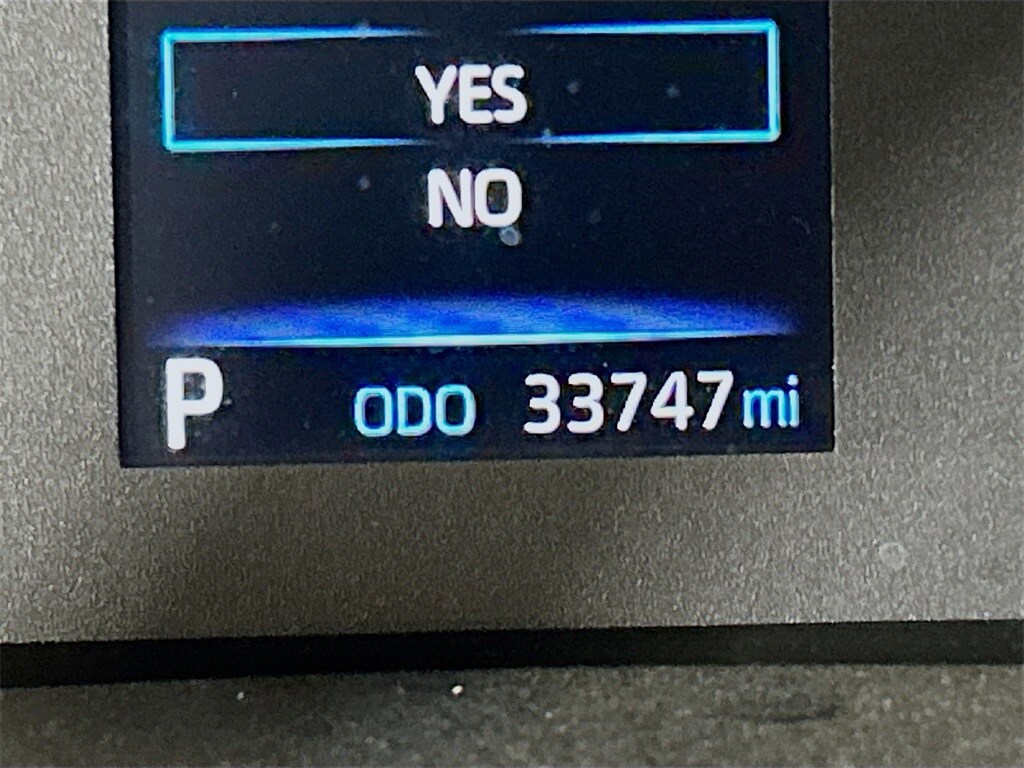 YES
NO
P ODO 33747 mi